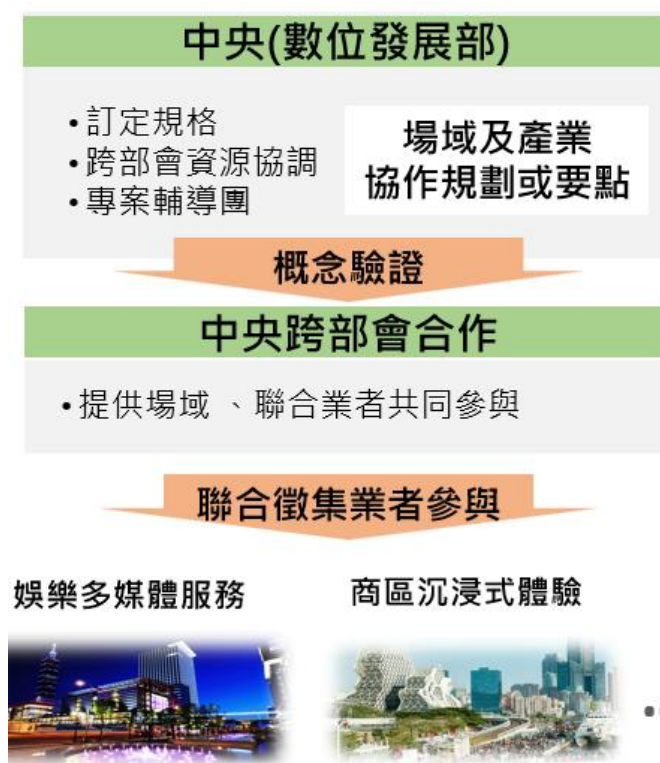 中央(數位發展部)
•訂定規格
•跨部會資源協調
•專案輔導團
場域及產業
協作規劃或要點
概念驗證
中央跨部會合作
•提供場域 、聯合業者共同參與
聯合徵集業者參與
娛樂多媒體服務
商區沉浸式體驗